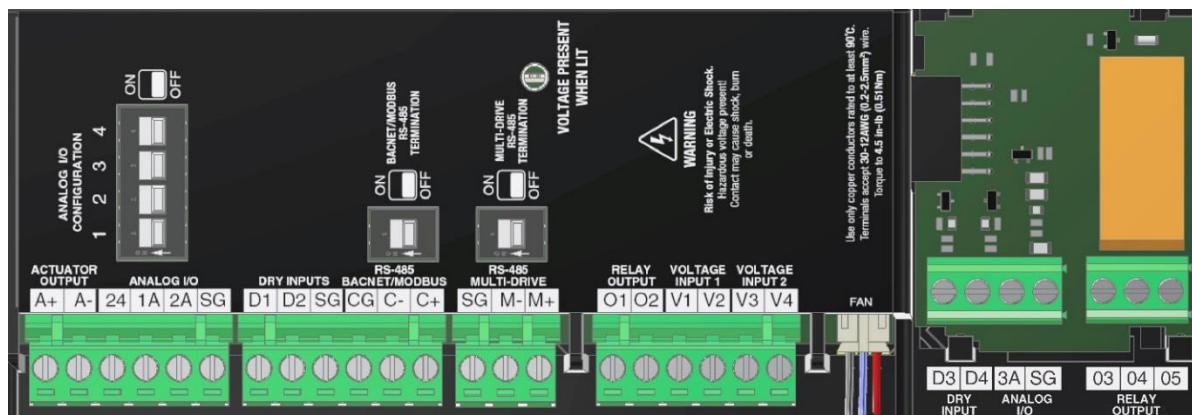 ANALOG I/O
CONFIGURATION
1 2 3 4
ON
OFF
BACNET/MODBUS
RS-485
TERMINATION
ON
OFF
MULTI-DRIVE
RS-485
TERMINATION
ON
OFF
VOLTAGE PRESENT
WHEN LIT
WARNING
Risk of Injury or Electric Shock.
Hazardous voltage present!
Contact may cause shock, burn
or death.
Use only copper conductors rated to at least 90°C.
Terminals accept 30-12AWG (0.2-2.5mm²) wire.
Torque to 4.5 in-lb (0.51Nm)
ACTUATOR
OUTPUT
ANALOG I/O
DRY INPUTS
RS-485
BACNET/MODBUS
RS-485
MULTI-DRIVE
RELAY
OUTPUT
VOLTAGE
INPUT 1
VOLTAGE
INPUT 2
FAN
A+ A- 24 1A 2A SG D1 D2 SG CG C- C+ SG M- M+ O1 O2 V1 V2 V3 V4
D3 D4 3A SG 03 04 05
DRY
INPUT
ANALOG
I/O
RELAY
OUTPUT